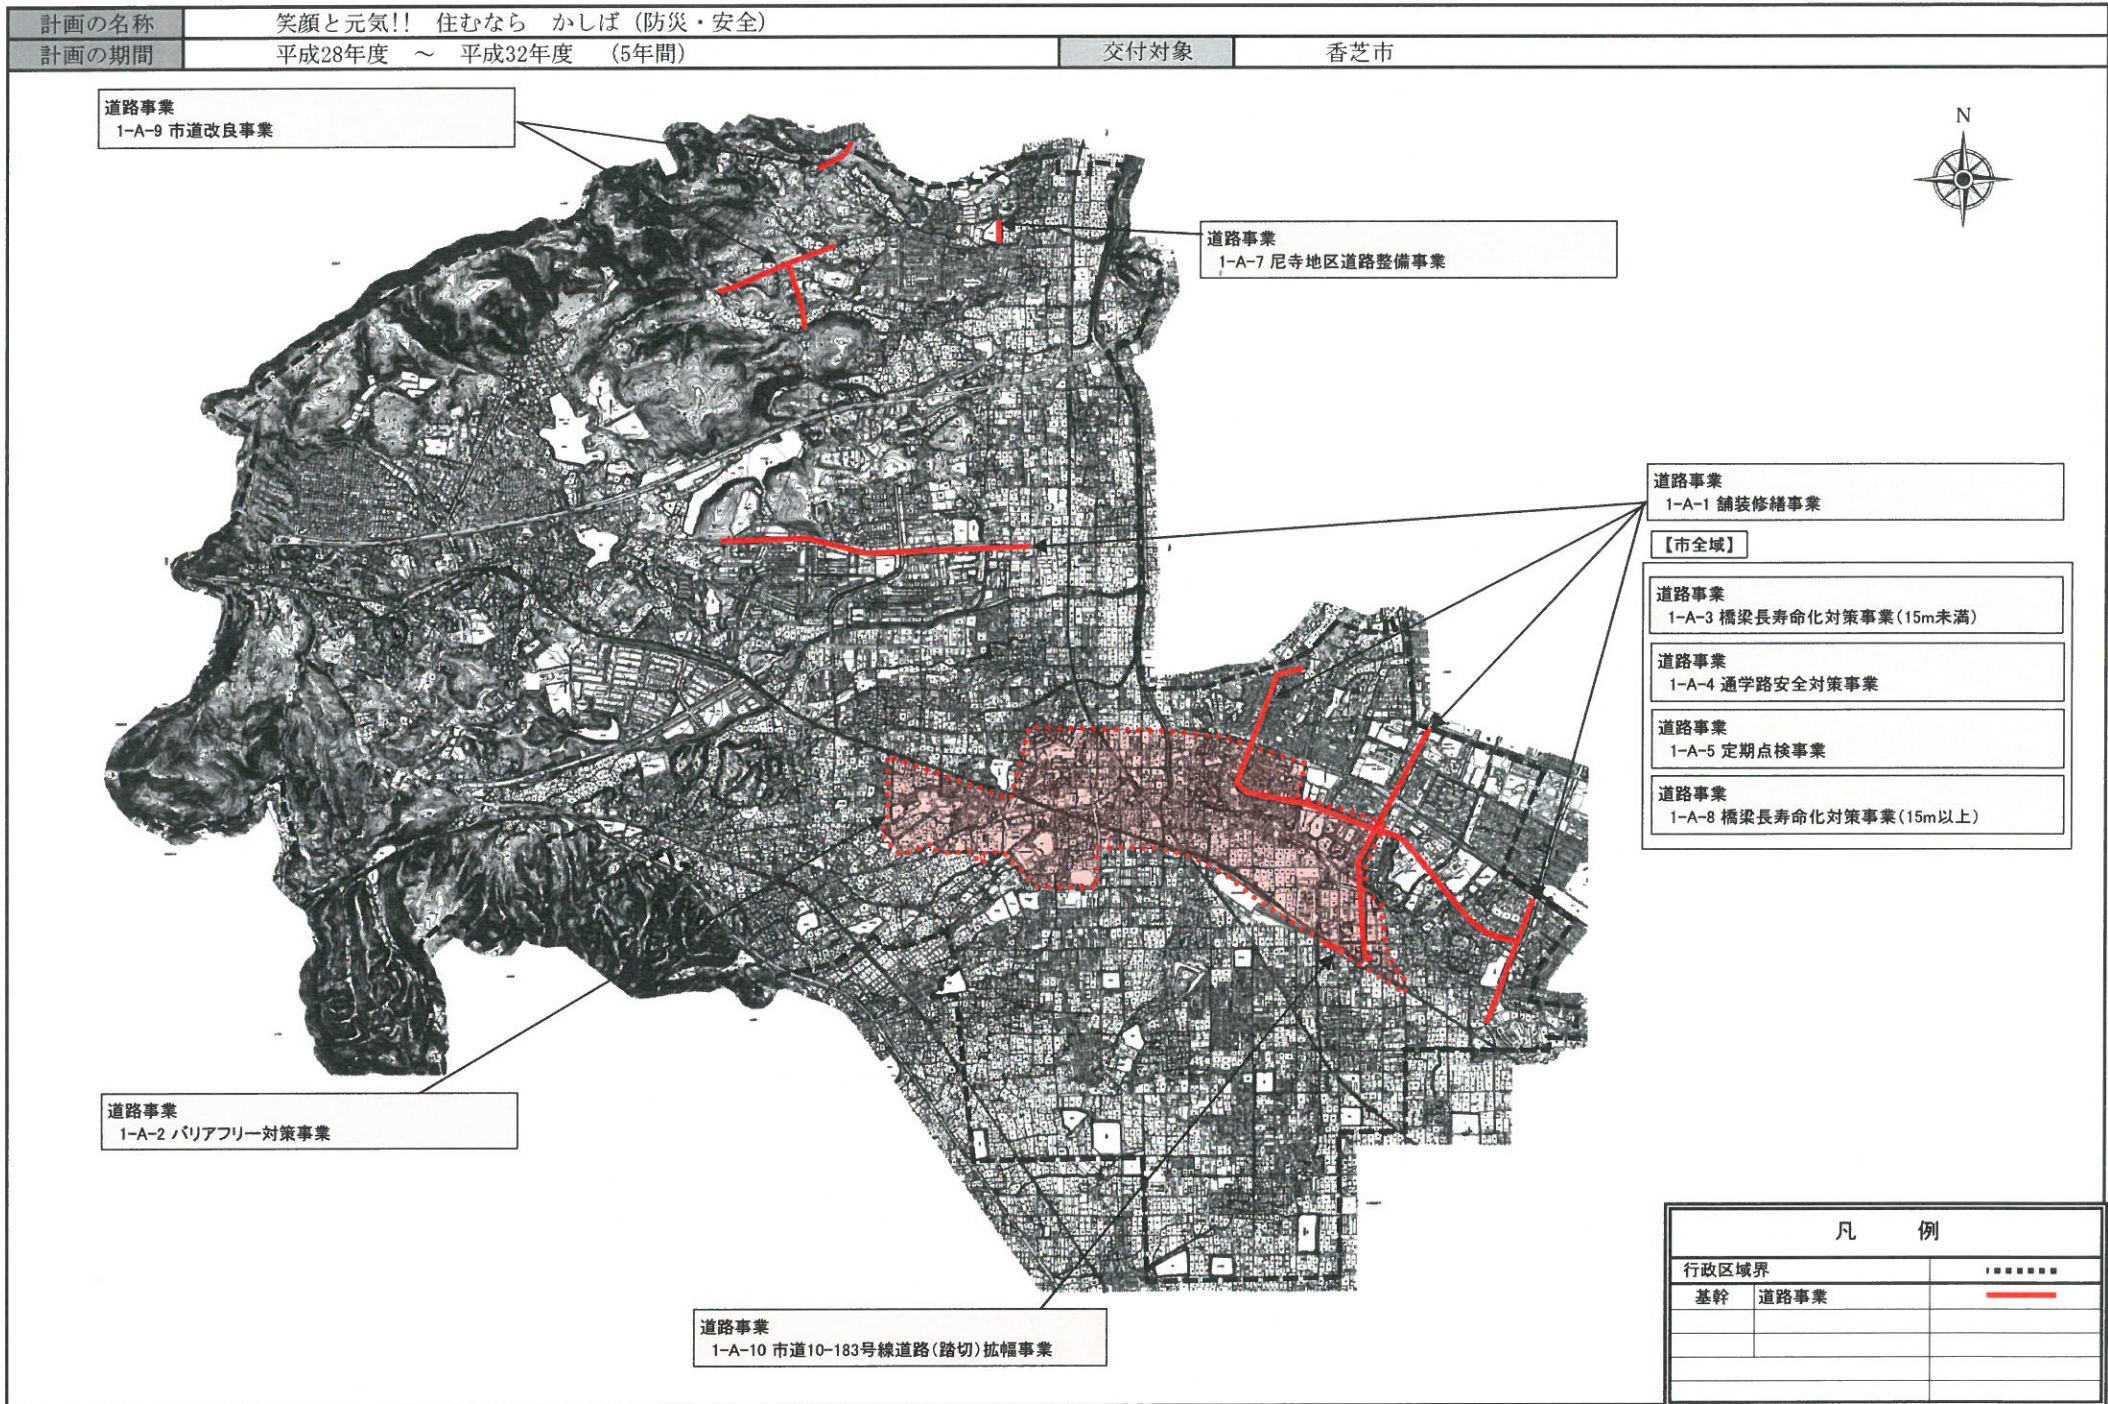 計画の名称 笑顔と元気!! 住むなら かしば (防災・安全)
計画の期間 平成28年度 ～ 平成32年度 (5年間) 交付対象 香芝市
道路事業
1-A-9 市道改良事業
N
道路事業
1-A-7 尼寺地区道路整備事業
道路事業
1-A-1 舗装修繕事業
【市全域】
道路事業
1-A-3 橋梁長寿命化対策事業(15m未満)
道路事業
1-A-4 通学路安全対策事業
道路事業
1-A-5 定期点検事業
道路事業
1-A-8 橋梁長寿命化対策事業(15m以上)
道路事業
1-A-2 バリアフリー対策事業
道路事業
1-A-10 市道10-183号線道路(踏切)拡幅事業
凡 例
行政区域界
基幹 道路事業